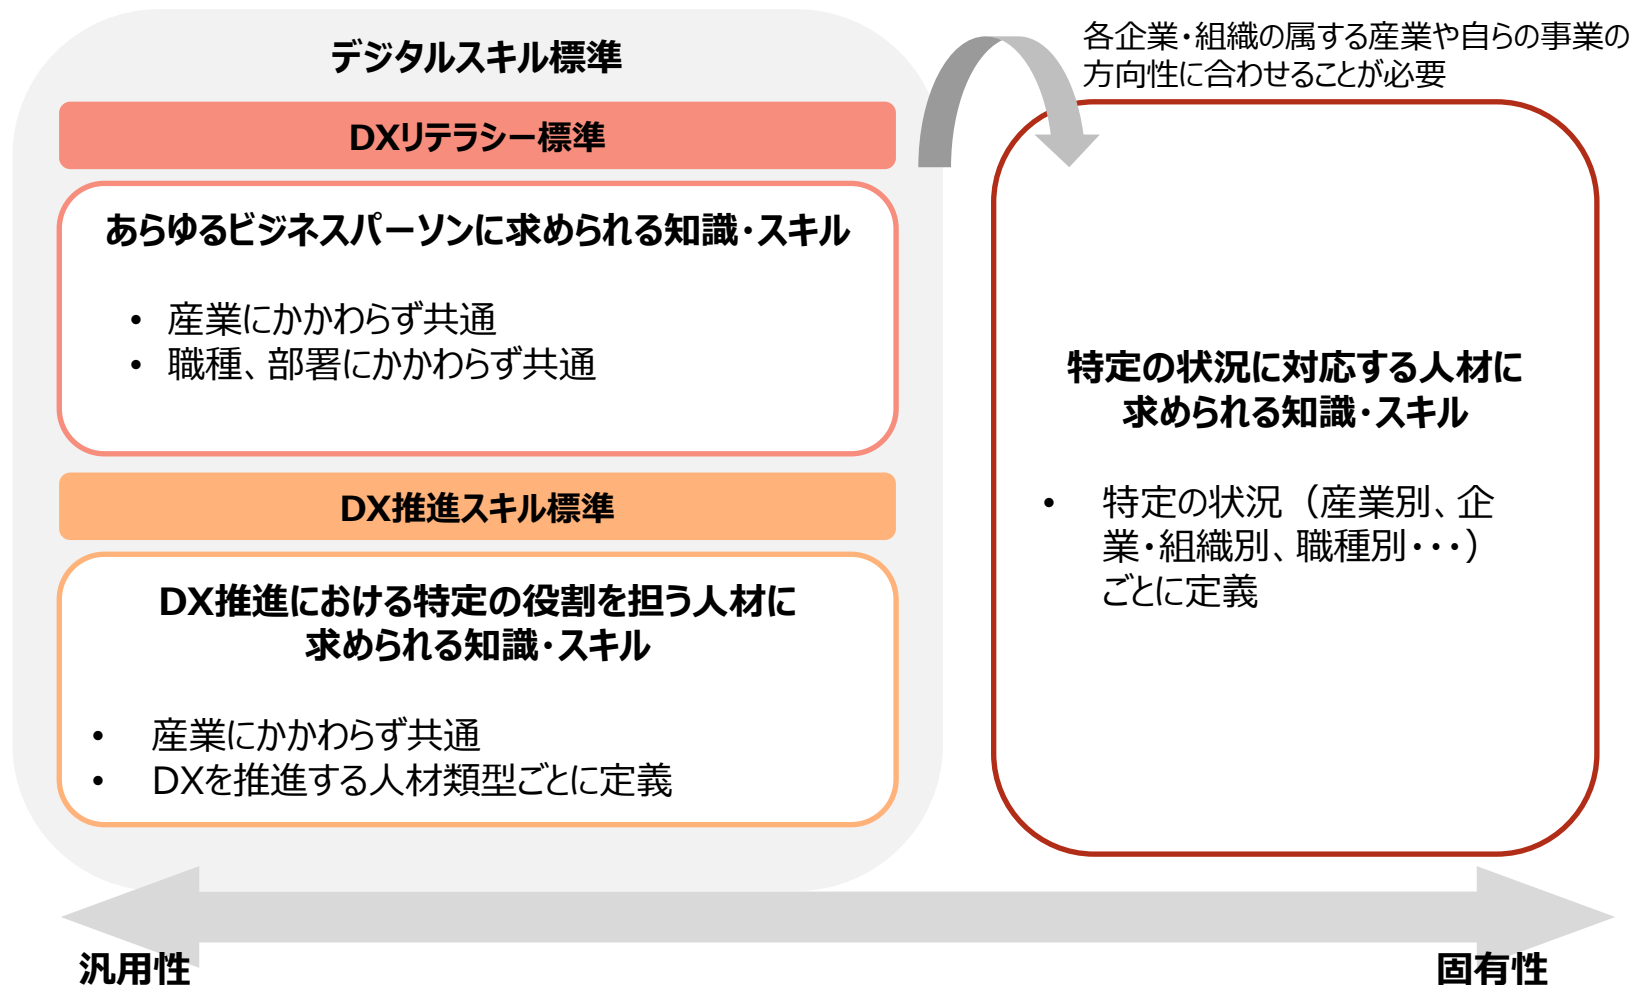 デジタルスキル標準
DXリテラシー標準
あらゆるビジネスパーソンに求められる知識・スキル
• 産業にかかわらず共通
• 職種、部署にかかわらず共通
DX推進スキル標準
DX推進における特定の役割を担う人材に
求められる知識・スキル
• 産業にかかわらず共通
• DXを推進する人材類型ごとに定義
各企業・組織の属する産業や自らの事業の
方向性に合わせることが必要
特定の状況に対応する人材に
求められる知識・スキル
• 特定の状況（産業別、企
業・組織別、職種別・・・）
ごとに定義
汎用性
固有性